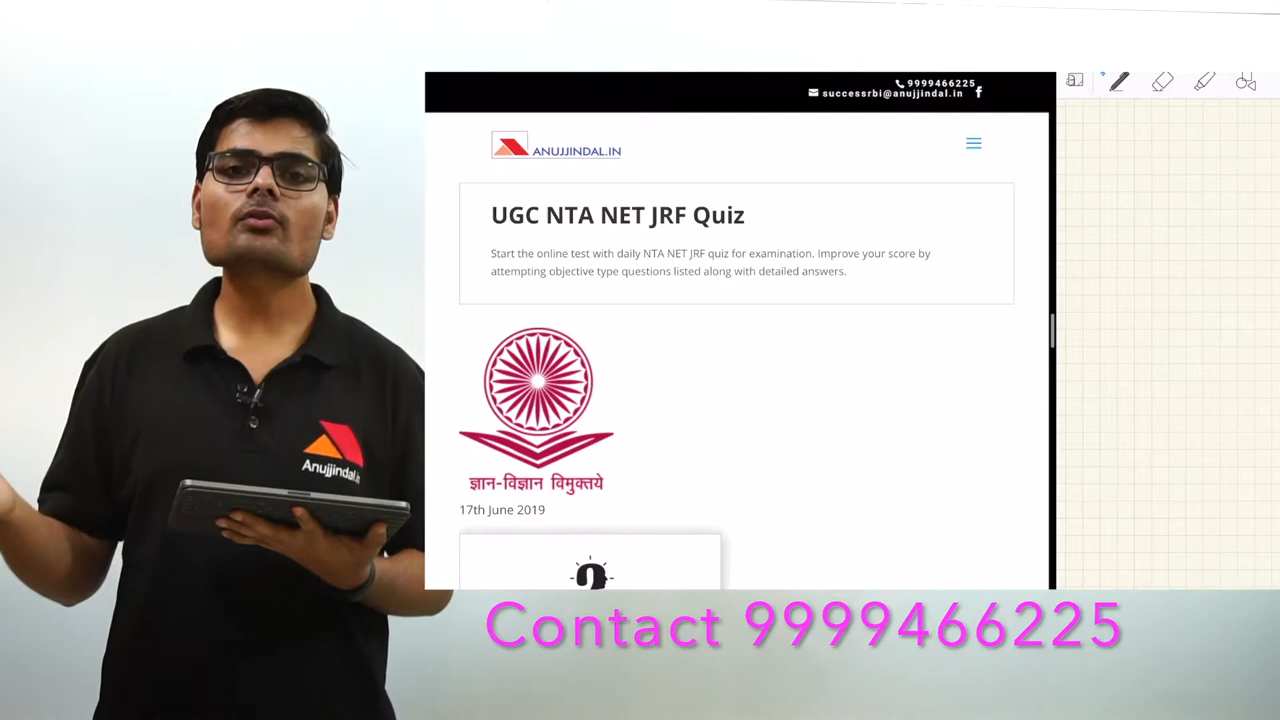 9999466225
successrbi@anujjindal.in
ANUJJINDAL.IN
UGC NTA NET JRF Quiz
Start the online test with daily NTA NET JRF quiz for examination. Improve your score by
attempting objective type questions listed along with detailed answers.
ज्ञान-विज्ञान विमुक्तये
17th June 2019
Anujjindal.in
Contact 9999466225